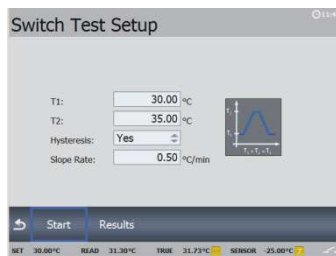 Switch Test Setup
T1: 30.00 °C
T2: 35.00 °C
Hysteresis: Yes
Slope Rate: 0.50 °C/min
Start Results
SET 30.00°C READ 31.30°C TRUE 31.73°C SENSOR -25.00°C